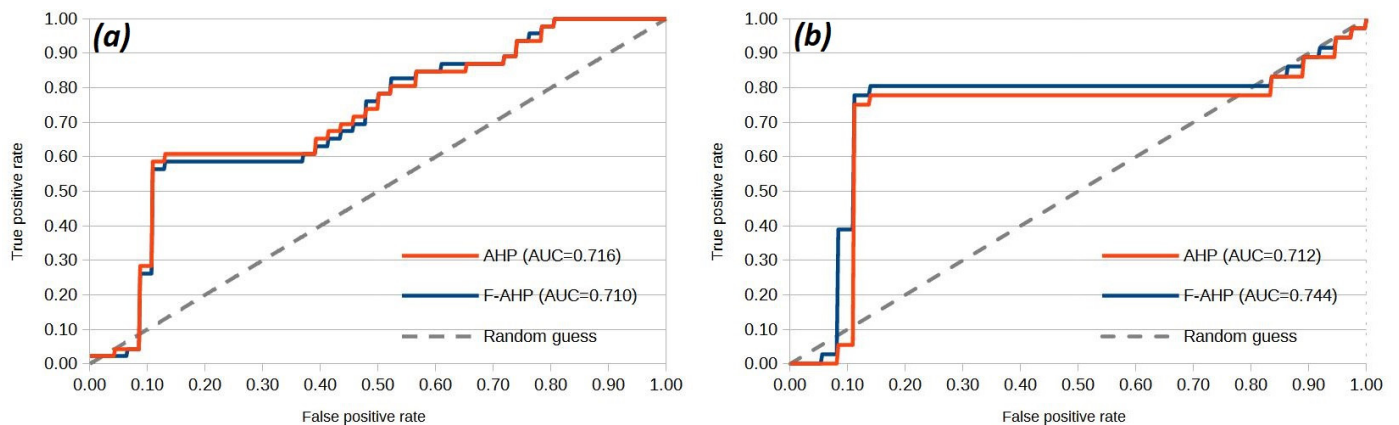 (a)
1.00
0.90
0.80
0.70
0.60
0.50
0.40
0.30
0.20
0.10
0.00
True positive rate
AHP (AUC=0.716)
F-AHP (AUC=0.710)
Random guess
0.00 0.10 0.20 0.30 0.40 0.50 0.60 0.70 0.80 0.90 1.00
False positive rate
(b)
1.00
0.90
0.80
0.70
0.60
0.50
0.40
0.30
0.20
0.10
0.00
True positive rate
AHP (AUC=0.712)
F-AHP (AUC=0.744)
Random guess
0.00 0.10 0.20 0.30 0.40 0.50 0.60 0.70 0.80 0.90 1.00
False positive rate